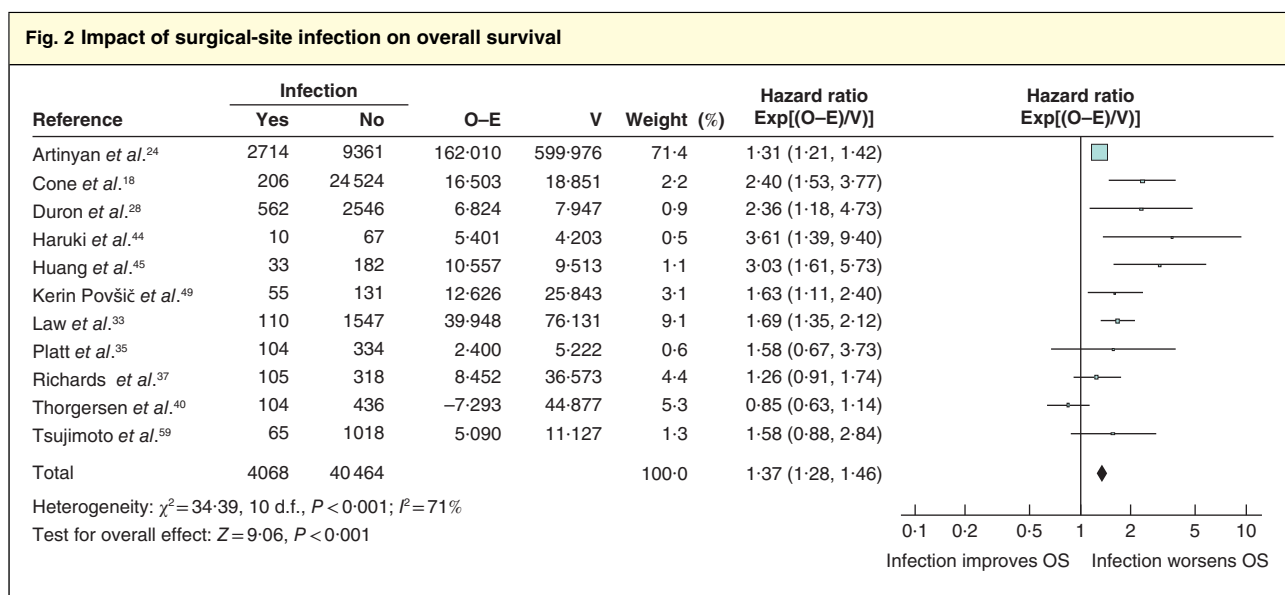 Fig. 2 Impact of surgical-site infection on overall survival
Infection
Hazard ratio
Hazard ratio
Reference Yes No O–E V Weight (%) Exp[(O–E)/V)] Exp[(O–E)/V)]
Artinyan et al.24 2714 9361 162·010 599·976 71·4 1·31 (1·21, 1·42)
Cone et al.18 206 24 524 16·503 18·851 2·2 2·40 (1·53, 3·77)
Duron et al.28 562 2546 6·824 7·947 0·9 2·36 (1·18, 4·73)
Haruki et al.44 10 67 5·401 4·203 0·5 3·61 (1·39, 9·40)
Huang et al.45 33 182 10·557 9·513 1·1 3·03 (1·61, 5·73)
Kerin Povšič et al.49 55 131 12·626 25·843 3·1 1·63 (1·11, 2·40)
Law et al.33 110 1547 39·948 76·131 9·1 1·69 (1·35, 2·12)
Platt et al.35 104 334 2·400 5·222 0·6 1·58 (0·67, 3·73)
Richards et al.37 105 318 8·452 36·573 4·4 1·26 (0·91, 1·74)
Thorgersen et al.40 104 436 –7·293 44·877 5·3 0·85 (0·63, 1·14)
Tsujimoto et al.59 65 1018 5·090 11·127 1·3 1·58 (0·88, 2·84)
Total 4068 40 464 100·0 1·37 (1·28, 1·46)
Heterogeneity: χ2 = 34·39, 10 d.f., P < 0·001; I2 = 71%
Test for overall effect: Z = 9·06, P < 0·001
0·1 0·2 0·5 1 2 5 10
Infection improves OS Infection worsens OS